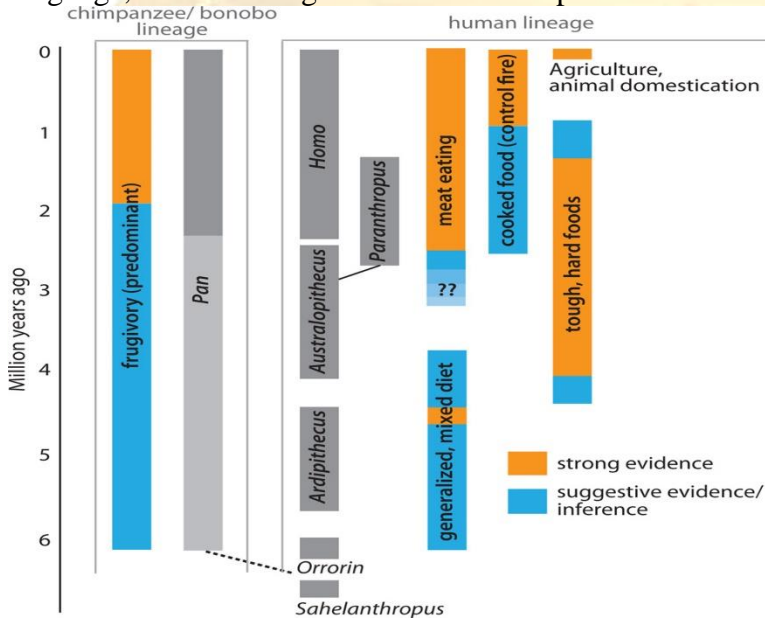 chimpanzee/ bonobo
lineage
human lineage
0
1
2
3
4
5
6
Million years ago
frugivory (predominant)
Pan
Homo
Paranthropus
Australopithecus
Ardipithecus
Orrorin
Sahelanthropus
meat eating
??
generalized, mixed diet
cooked food (control fire)
Agriculture,
animal domestication
tough, hard foods
strong evidence
suggestive evidence/
inference